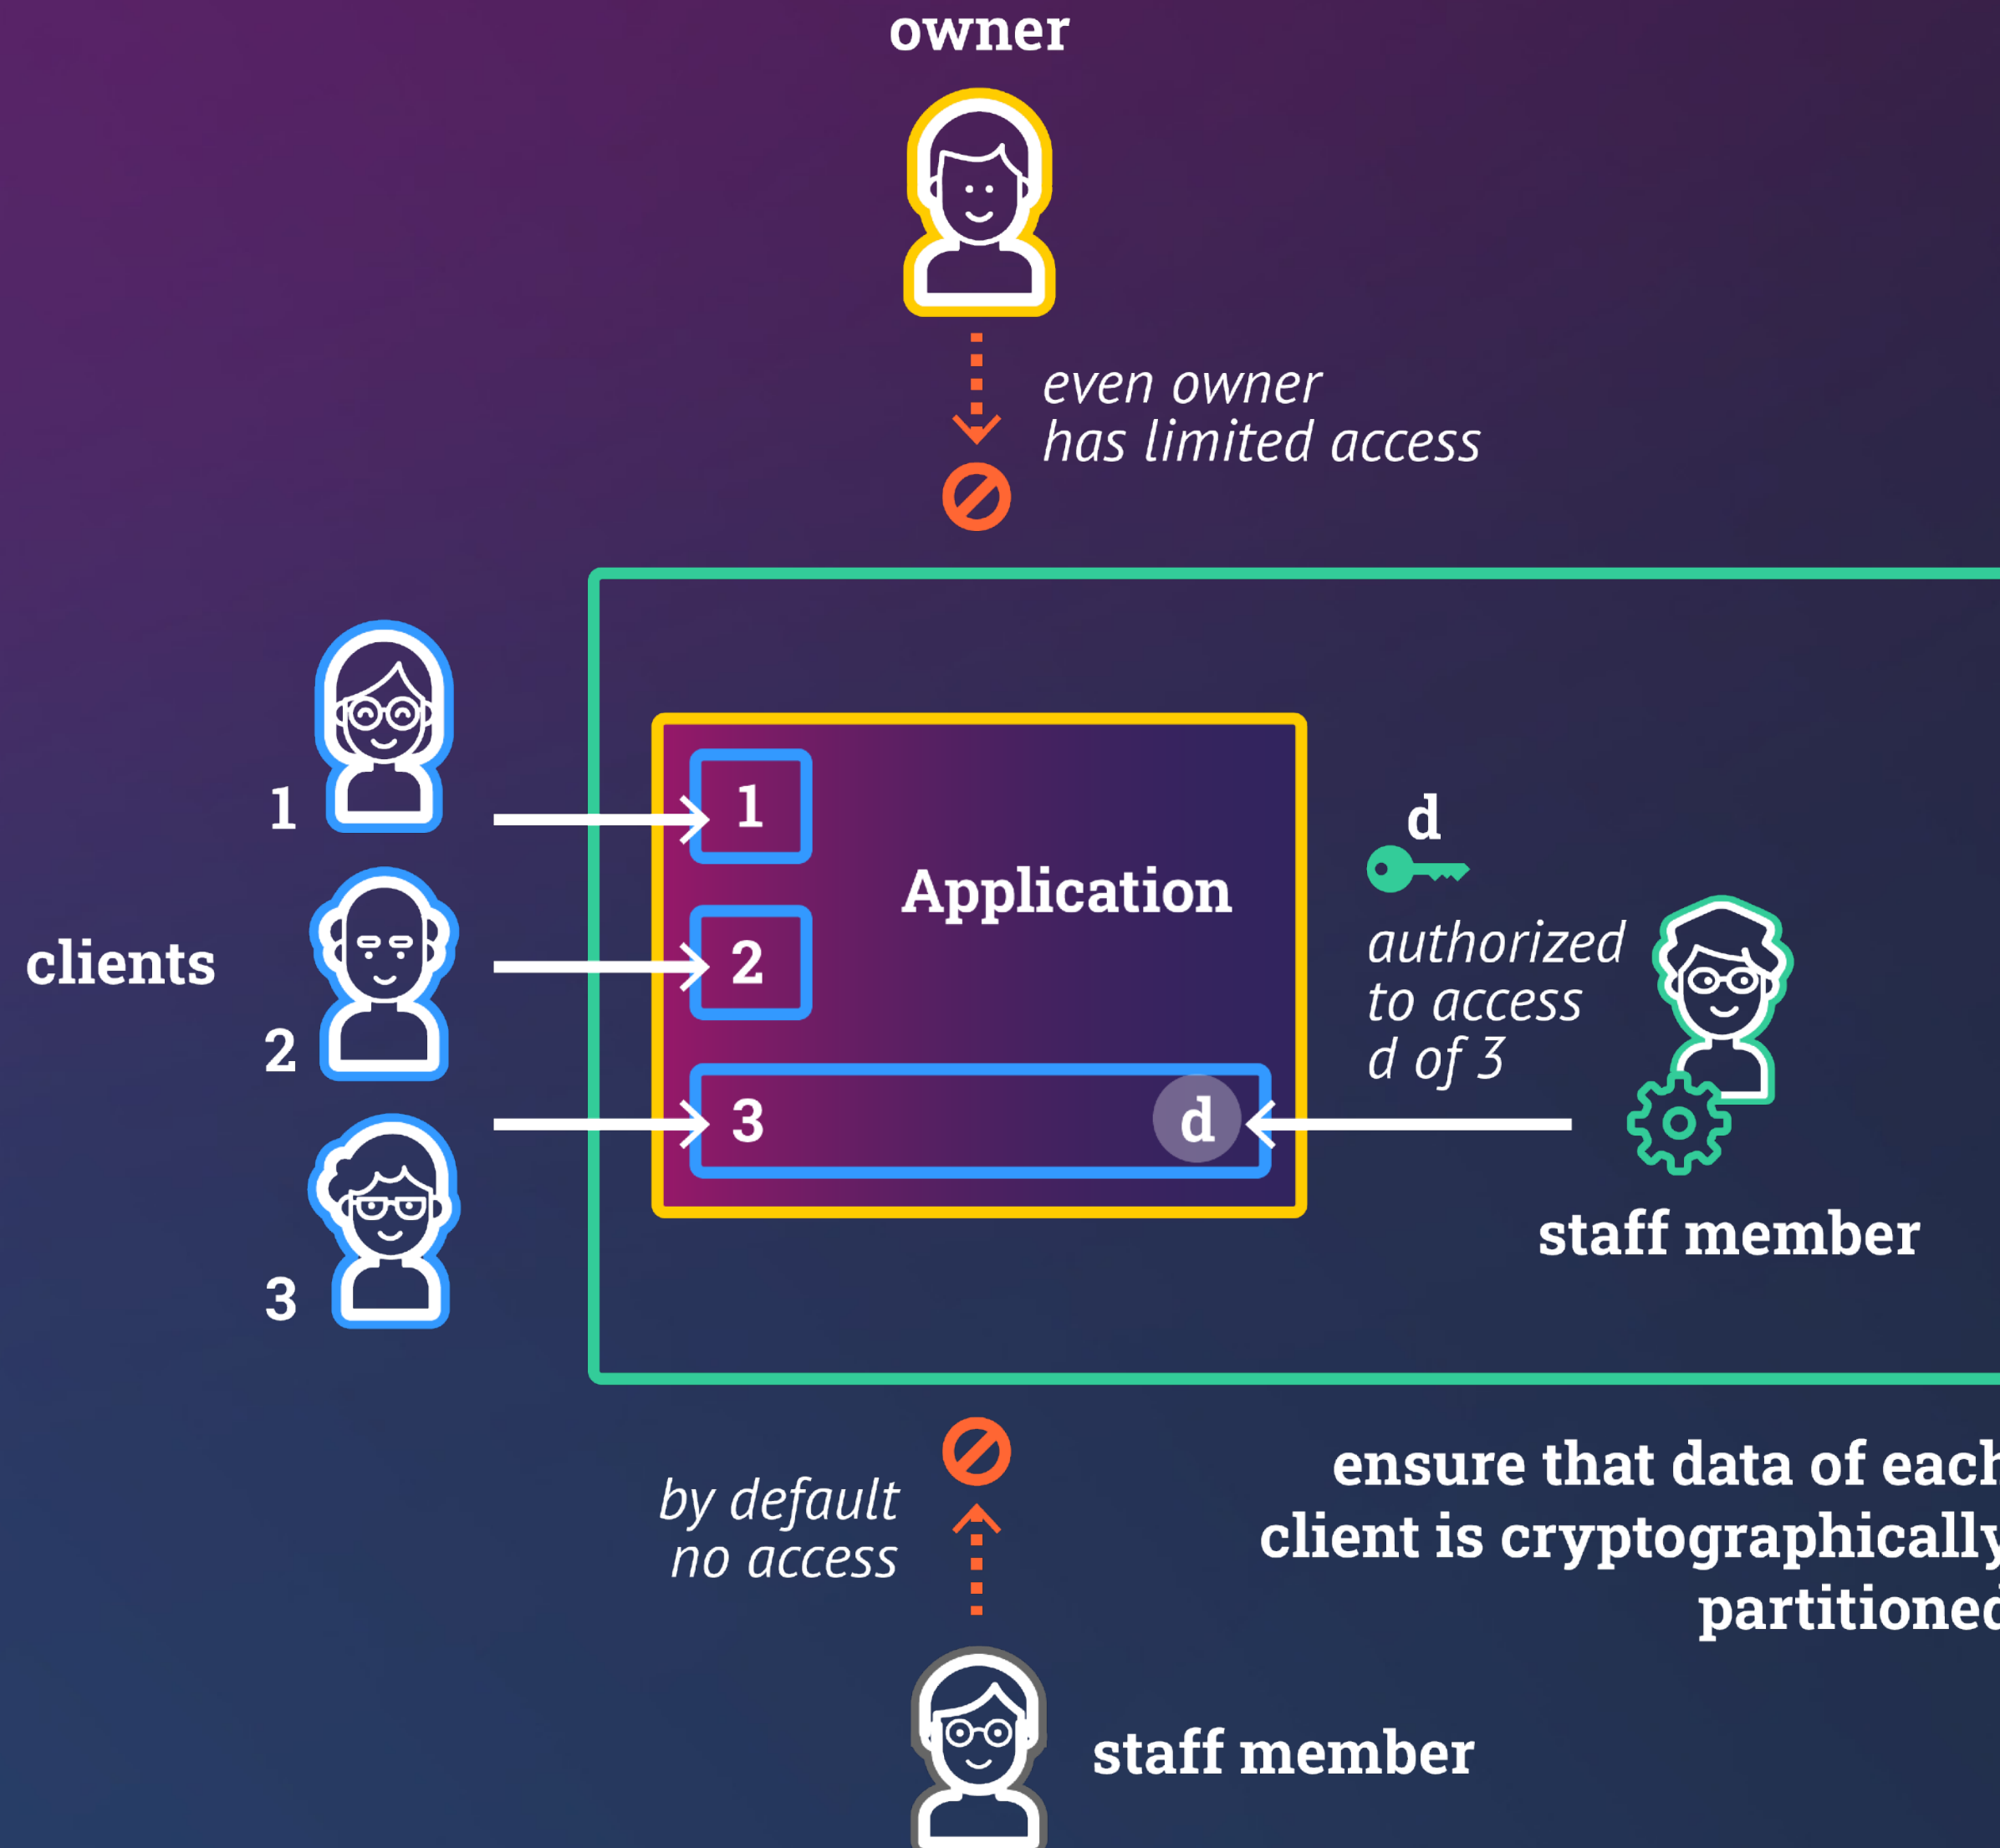 owner
even owner
has limited access
clients
1
2
3
1
2
3
Application
d
d
authorized
to access
d of 3
staff member
by default
no access
ensure that data of each
client is cryptographically
partitioned
staff member